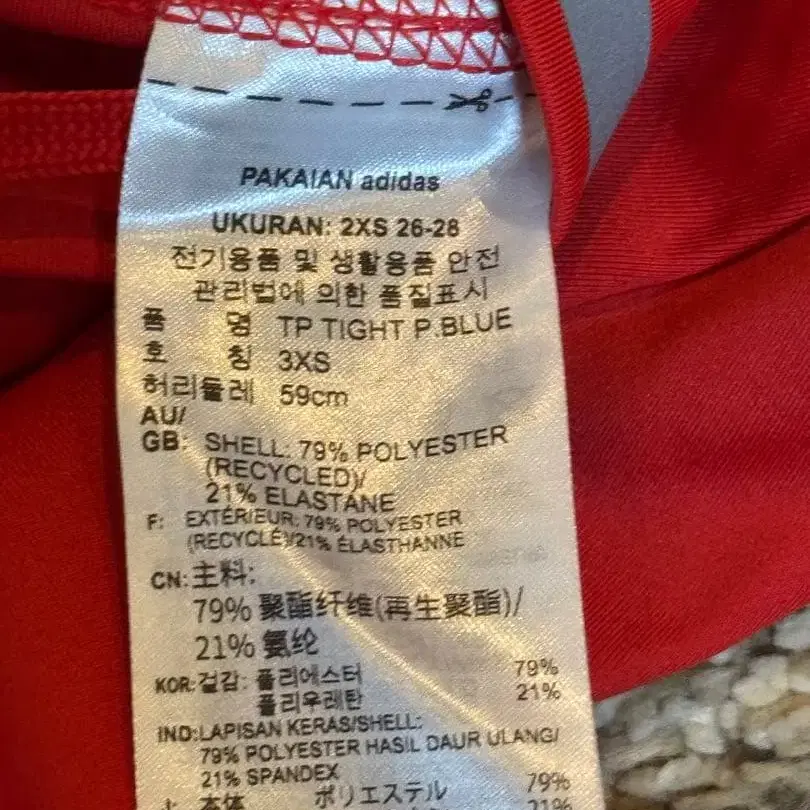 PAKAIAN adidas
UKURAN: 2XS 26-28
전기용품 및 생활용품 안전
관리법에 의한 품질표시
품 명 TP TIGHT P.BLUE
호 칭 3XS
허리둘레 59cm
AU/
GB: SHELL: 79% POLYESTER
(RECYCLED)/
21% ELASTANE
F: EXTÉRIEUR: 79% POLYESTER
(RECYCLÉ)/21% ÉLASTHANNE
CN: 主料:
79% 聚酯纤维(再生聚酯)/
21% 氨纶
KOR: 겉감: 폴리에스터 79%
폴리우레탄 21%
IND: LAPISAN KERAS/SHELL:
79% POLYESTER HASIL DAUR ULANG/
21% SPANDEX
本体 ポリエステル 79%
21%